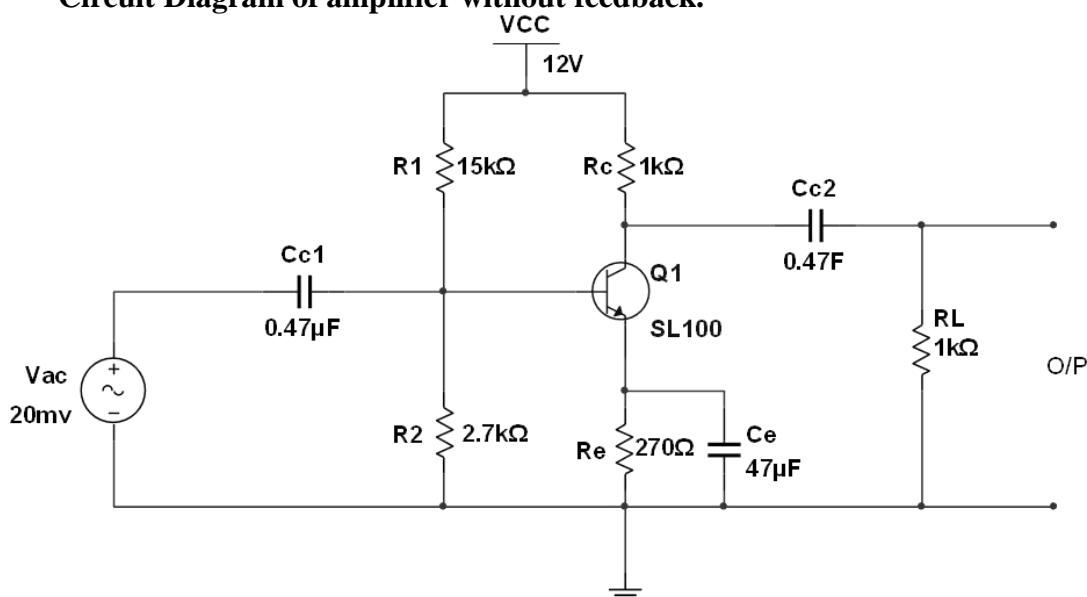 Circuit Diagram of amplifier without feedback.
VCC
12V
R1 15kΩ
Rc 1kΩ
Cc2
0.47F
Cc1
0.47µF
Q1
SL100
RL
1kΩ
O/P
Vac
20mv
R2 2.7kΩ
Re 270Ω
Ce
47µF